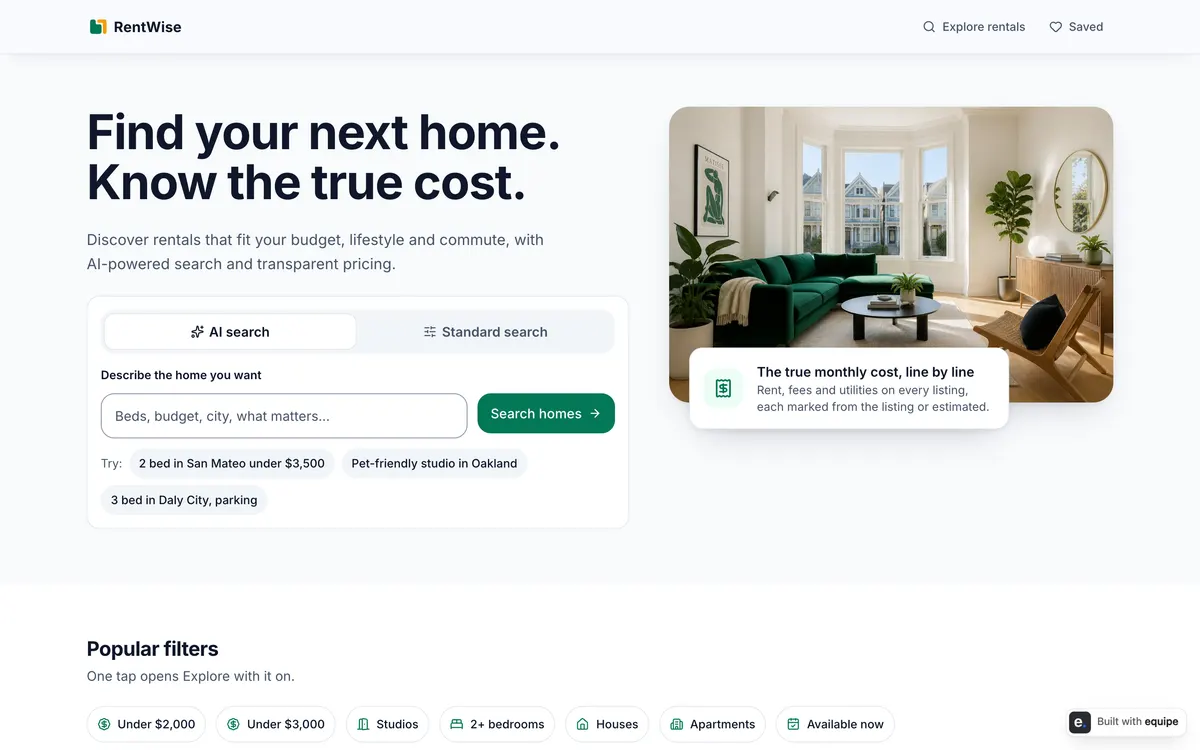 RentWise
Explore rentals
Saved
Find your next home.
Know the true cost.
Discover rentals that fit your budget, lifestyle and commute, with
AI-powered search and transparent pricing.
AI search
Standard search
Describe the home you want
Beds, budget, city, what matters...
Search homes →
Try:
2 bed in San Mateo under $3,500
Pet-friendly studio in Oakland
3 bed in Daly City, parking
MATISSE
The true monthly cost, line by line
Rent, fees and utilities on every listing,
each marked from the listing or estimated.
Popular filters
One tap opens Explore with it on.
Under $2,000
Under $3,000
Studios
2+ bedrooms
Houses
Apartments
Available now
e. Built with equipe